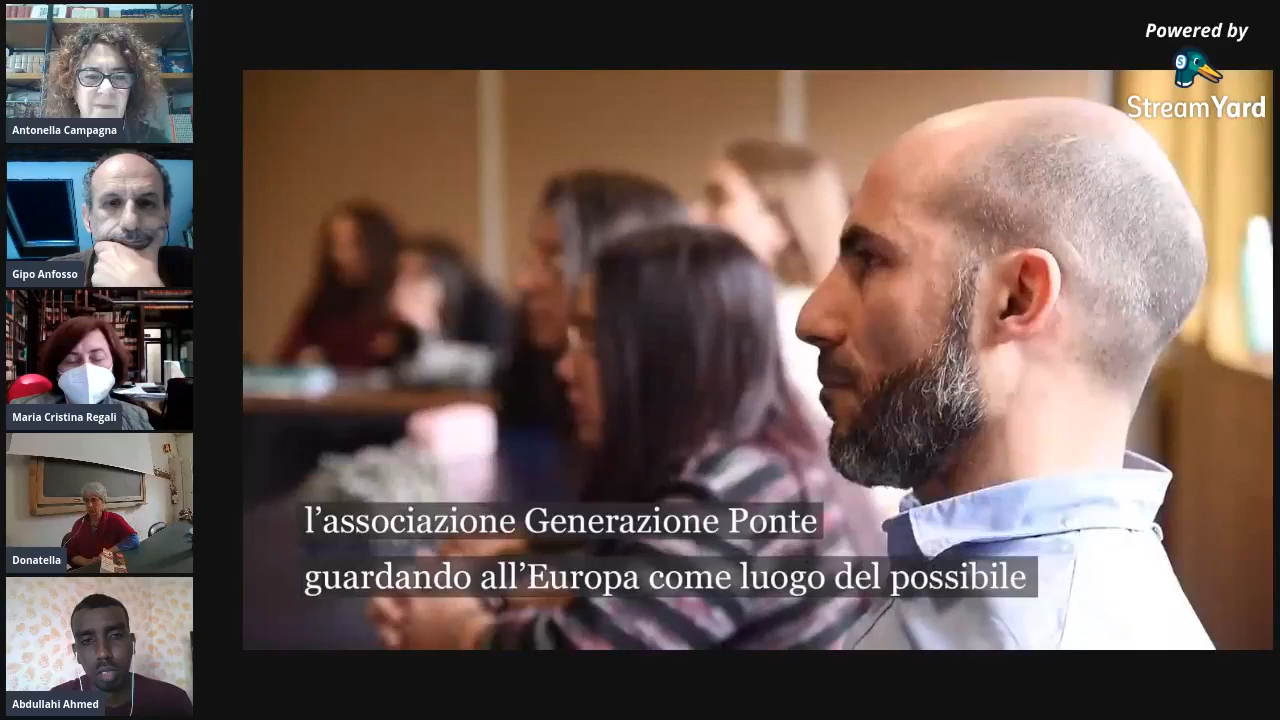 Powered by
StreamYard
Antonella Campagna
Gipo Anfosso
Maria Cristina Regali
Donatella
Abdullahi Ahmed
l’associazione Generazione Ponte
guardando all’Europa come luogo del possibile